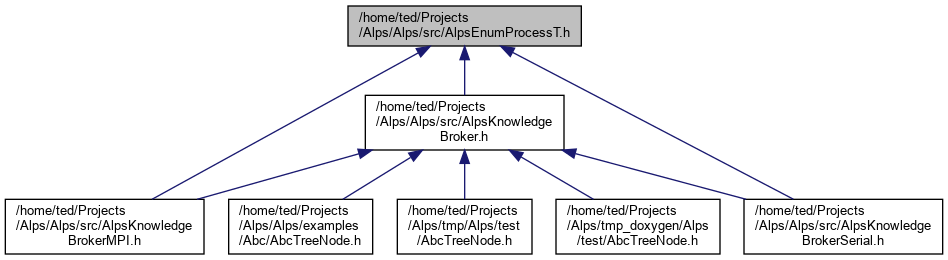 /home/ted/Projects
/Alps/Alps/src/AlpsEnumProcessT.h
/home/ted/Projects
/Alps/Alps/src/AlpsKnowledge
Broker.h
/home/ted/Projects
/Alps/Alps/src/AlpsKnowledge
BrokerMPI.h
/home/ted/Projects
/Alps/Alps/examples
/Abc/AbcTreeNode.h
/home/ted/Projects
/Alps/tmp/Alps/test
/AbcTreeNode.h
/home/ted/Projects
/Alps/tmp_doxygen/Alps
/test/AbcTreeNode.h
/home/ted/Projects
/Alps/Alps/src/AlpsKnowledge
BrokerSerial.h